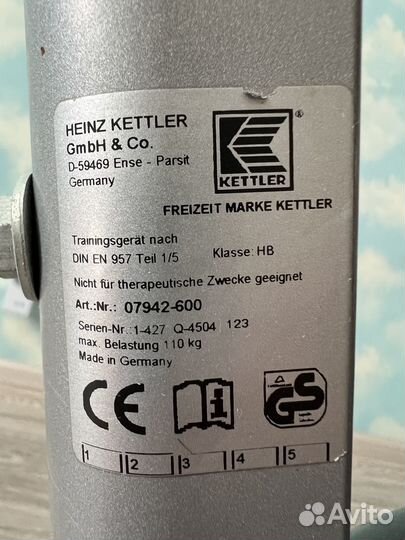 HEINZ KETTLER
GmbH & Co.
D-59469 Ense - Parsit
Germany
®
KETTLER
FREIZEIT MARKE KETTLER
Trainingsgerät nach
DIN EN 957 Teil 1/5 Klasse: HB
Nicht für therapeutische Zwecke geeignet
Art.:Nr.: 07942-600
Serien-Nr.:1-427 Q-4504 123
max. Belastung 110 kg
Made in Germany
CE
i
GS
1 2 3 4 5
Avito